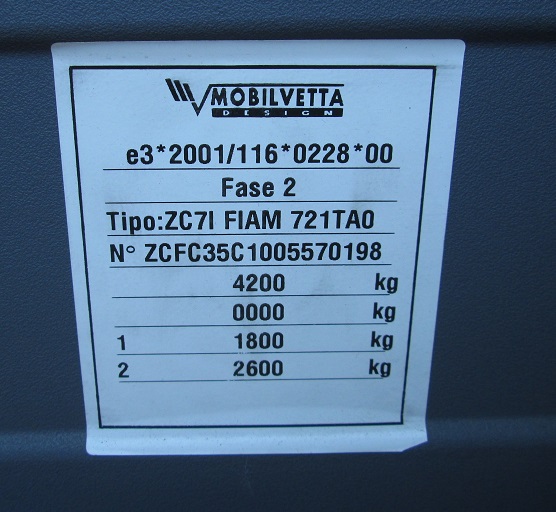 MOBILVETTA
DESIGN
e3*2001/116*0228*00
Fase 2
Tipo:ZC7I FIAM 721TA0
N° ZCFC35C1005570198
4200 kg
0000 kg
1 1800 kg
2 2600 kg